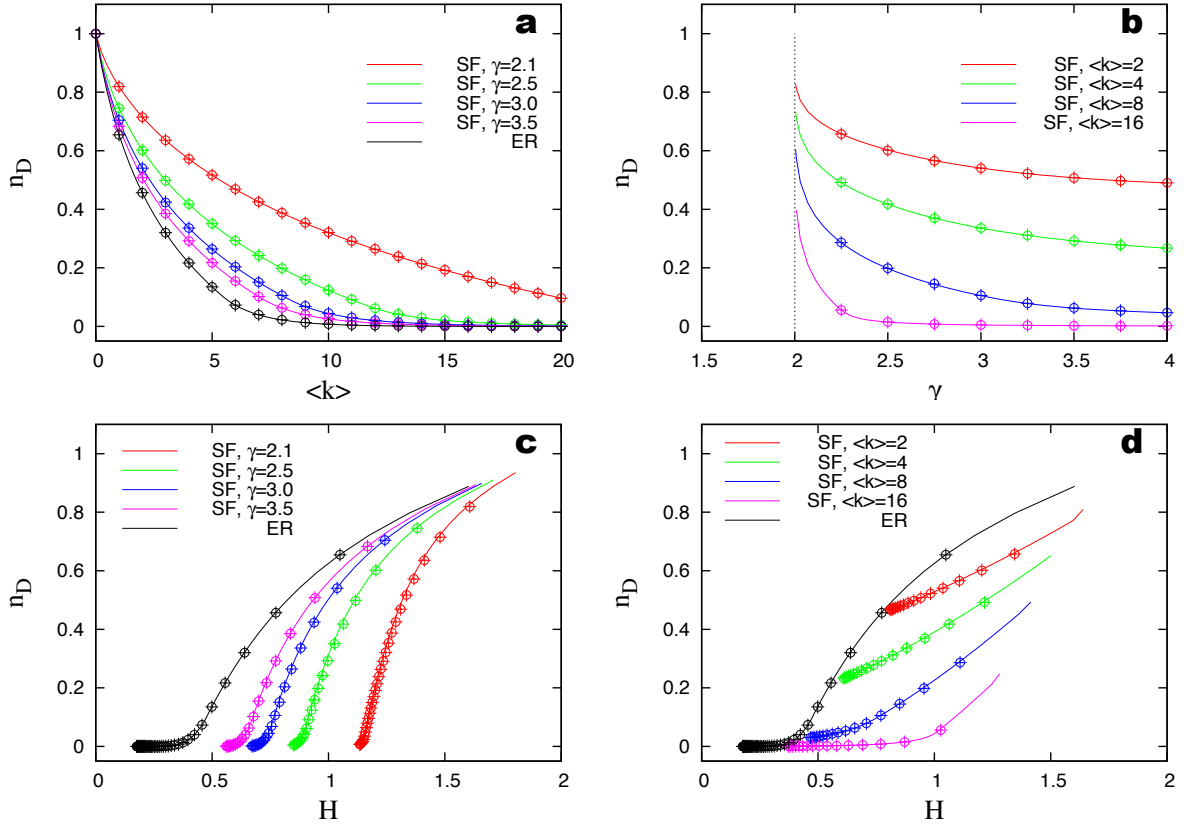 a
SF, γ=2.1
SF, γ=2.5
SF, γ=3.0
SF, γ=3.5
ER
1
0.8
0.6
0.4
0.2
0
n_D
0 5 10 15 20
<k>
b
SF, <k>=2
SF, <k>=4
SF, <k>=8
SF, <k>=16
1
0.8
0.6
0.4
0.2
0
n_D
1.5 2 2.5 3 3.5 4
γ
c
SF, γ=2.1
SF, γ=2.5
SF, γ=3.0
SF, γ=3.5
ER
1
0.8
0.6
0.4
0.2
0
n_D
0 0.5 1 1.5 2
H
d
SF, <k>=2
SF, <k>=4
SF, <k>=8
SF, <k>=16
ER
1
0.8
0.6
0.4
0.2
0
n_D
0 0.5 1 1.5 2
H